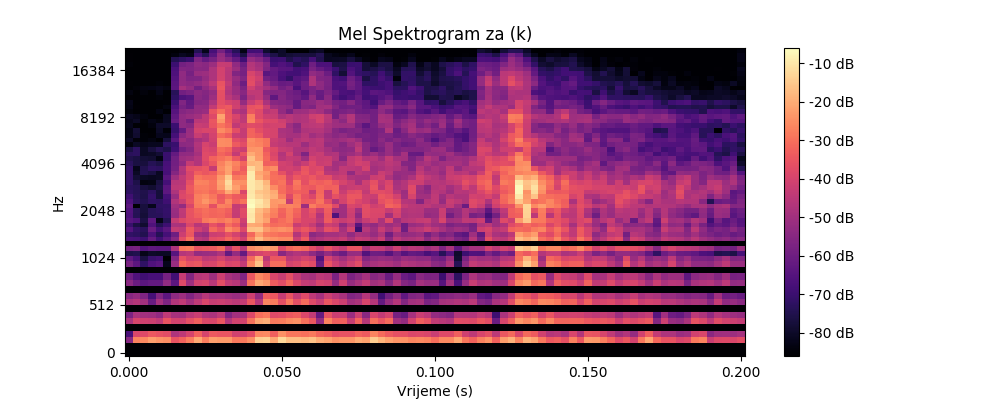 Mel Spektrogram za (k)
16384
8192
4096
2048
1024
512
0
Hz
0.000 0.050 0.100 0.150 0.200
Vrijeme (s)
-10 dB
-20 dB
-30 dB
-40 dB
-50 dB
-60 dB
-70 dB
-80 dB